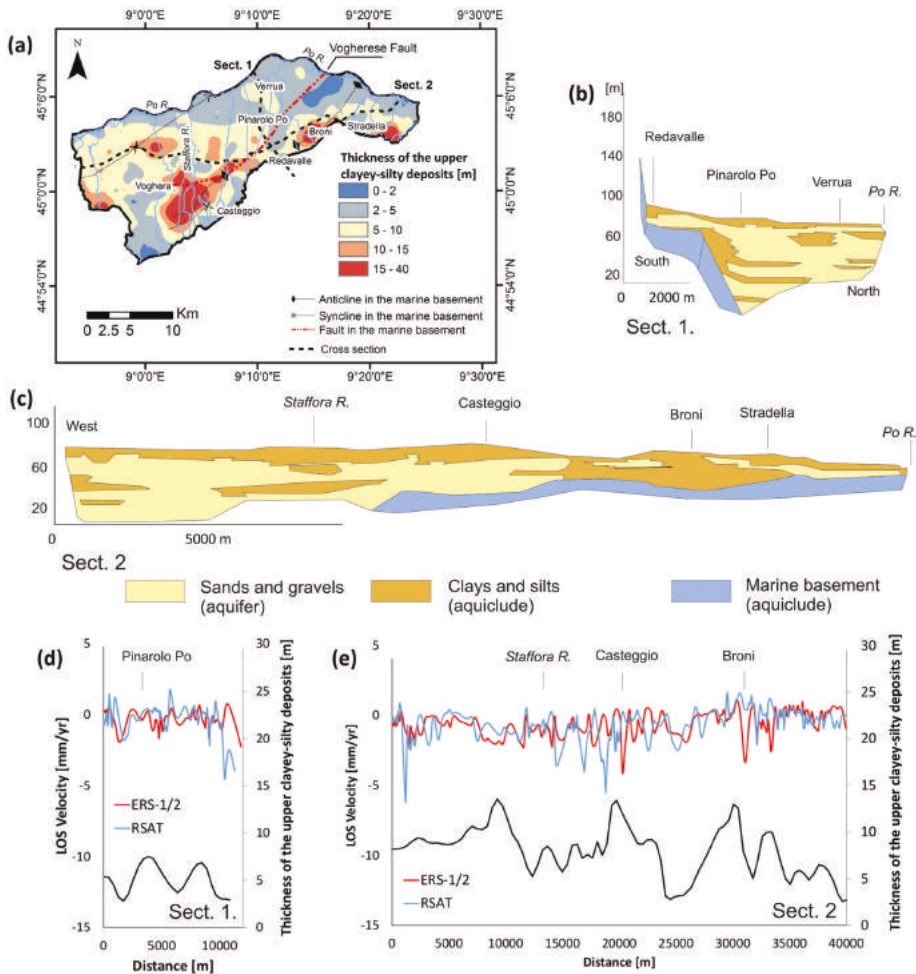 (a)
9°0'0"E 9°10'0"E 9°20'0"E
N
Sect. 1
Po R.
Vogherese Fault
Verrua
Sect. 2
45°6'0"N
45°6'0"N
Po R.
Pinarolo Po
Staffora R.
Broni
Stradella
Redavalle
Voghera
Casteggio
45°0'0"N
45°0'0"N
44°54'0"N
44°54'0"N
Thickness of the upper
clayey-silty deposits [m]
0 - 2
2 - 5
5 - 10
10 - 15
15 - 40
Anticline in the marine basement
Syncline in the marine basement
Fault in the marine basement
Cross section
Km
0 2.5 5 10
9°0'0"E 9°10'0"E 9°20'0"E 9°30'0"E
(b)
[m]
180
140
100
60
20
Redavalle
Pinarolo Po
Verrua
Po R.
South
North
0 2000 m
Sect. 1.
(c)
100
60
20
West
Staffora R.
Casteggio
Broni
Stradella
Po R.
0 5000 m
Sect. 2
Sands and gravels
(aquifer)
Clays and silts
(aquiclude)
Marine basement
(aquiclude)
(d)
Pinarolo Po
LOS Velocity [mm/yr]
5
0
-5
-10
-15
ERS-1/2
RSAT
Sect. 1.
0 5000 10000
Distance [m]
30
25
20
15
10
5
0
Thickness of the upper clayey-silty deposits [m]
(e)
Staffora R.
Casteggio
Broni
LOS Velocity [mm/yr]
5
0
-5
-10
-15
ERS-1/2
RSAT
Sect. 2
0 5000 10000 15000 20000 25000 30000 35000 40000
Distance [m]
30
25
20
15
10
5
0
Thickness of the upper clayey-silty deposits [m]